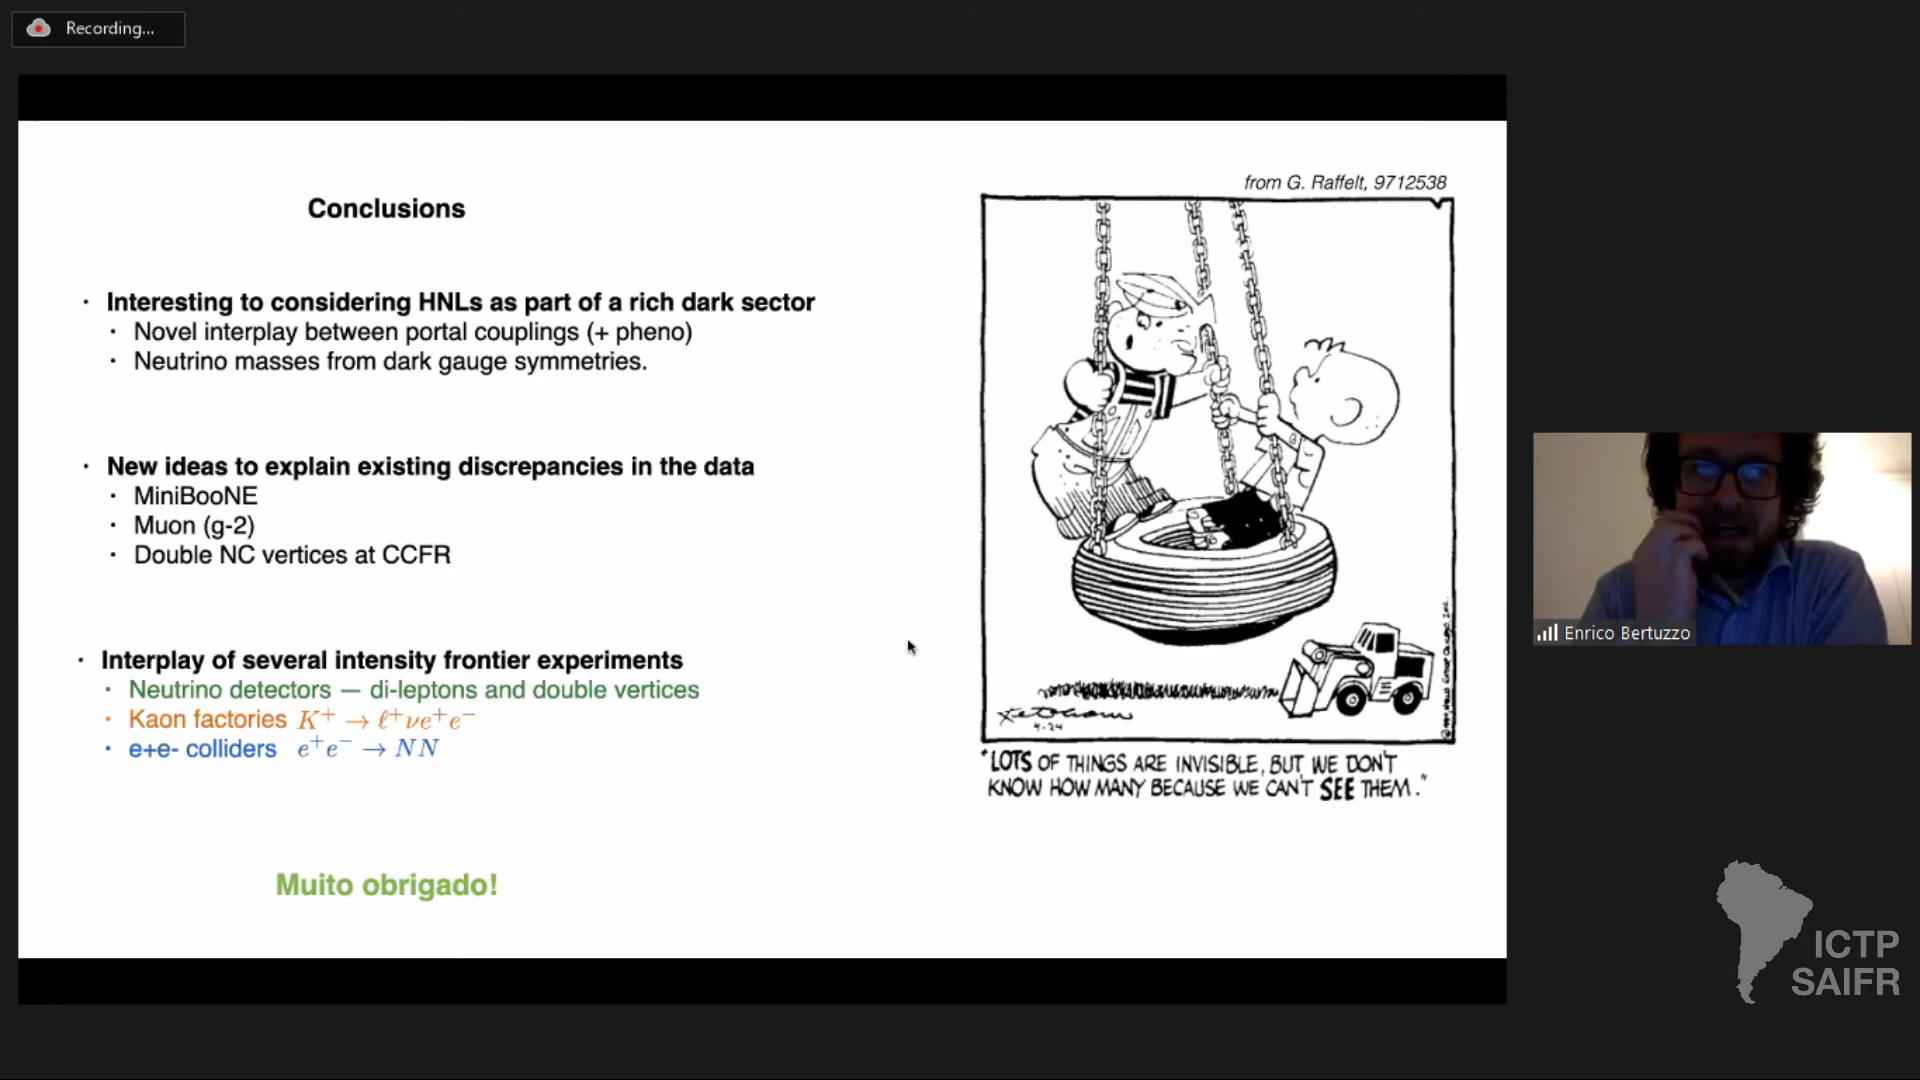 Recording...
from G. Raffelt, 9712538
Conclusions
· Interesting to considering HNLs as part of a rich dark sector
· Novel interplay between portal couplings (+ pheno)
· Neutrino masses from dark gauge symmetries.
· New ideas to explain existing discrepancies in the data
· MiniBooNE
· Muon (g-2)
· Double NC vertices at CCFR
· Interplay of several intensity frontier experiments
· Neutrino detectors — di-leptons and double vertices
· Kaon factories K⁺ → ℓ⁺νe⁺e⁻
· e+e- colliders e⁺e⁻ → NN
Muito obrigado!
4-24
"LOTS OF THINGS ARE INVISIBLE, BUT WE DON'T
KNOW HOW MANY BECAUSE WE CAN'T SEE THEM."
Enrico Bertuzzo
ICTP
SAIFR